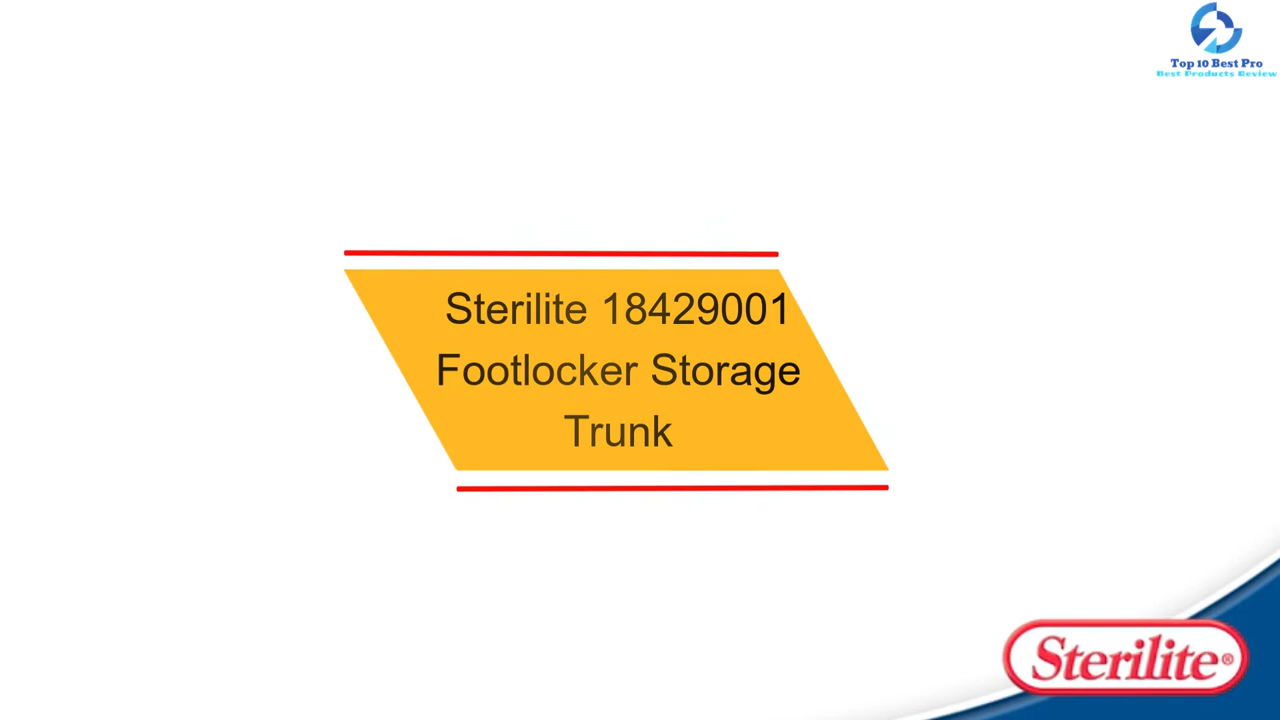 Top 10 Best Pro
Best Products Review
Sterilite 18429001
Footlocker Storage
Trunk
Sterilite®